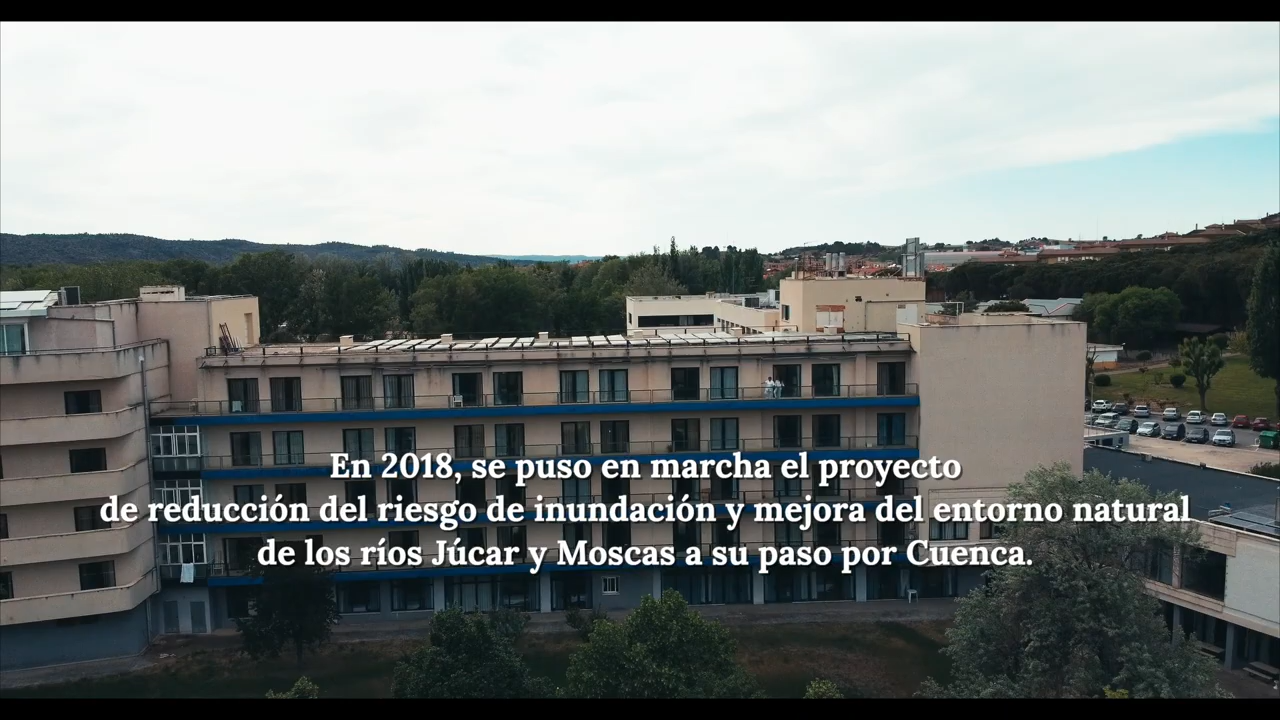 En 2018, se puso en marcha el proyecto
de reducción del riesgo de inundación y mejora del entorno natural
de los ríos Júcar y Moscas a su paso por Cuenca.